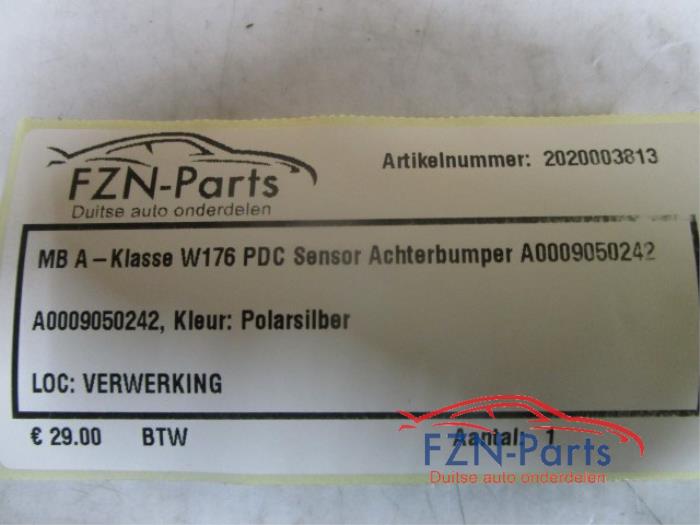 FZN-Parts
Duitse auto onderdelen
Artikelnummer: 2020003813
MB A-Klasse W176 PDC Sensor Achterbumper A0009050242
A0009050242, Kleur: Polarsilber
LOC: VERWERKING
€ 29.00 BTW Aantal: 1
FZN-Parts
Duitse auto onderdelen